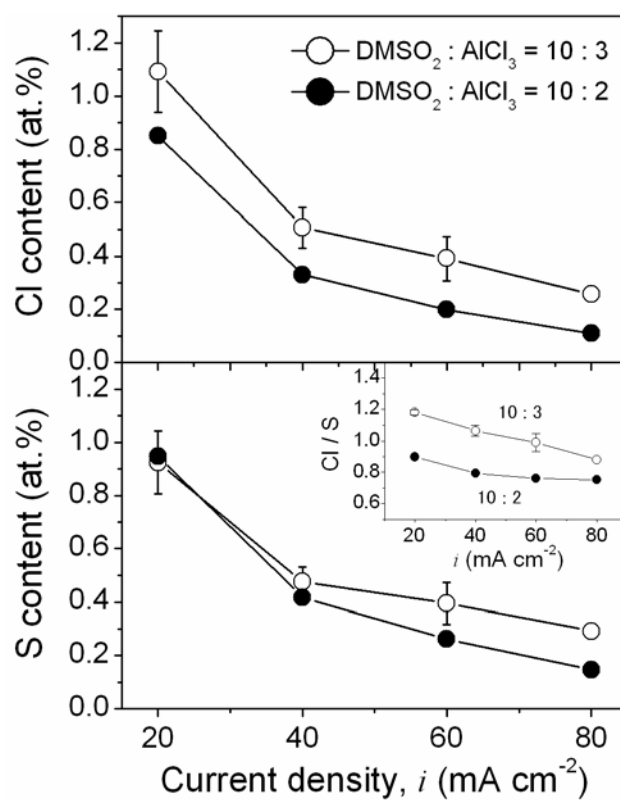 1.2
1.0
0.8
0.6
0.4
0.2
0.0
Cl content (at.%)
DMSO₂ : AlCl₃ = 10 : 3
DMSO₂ : AlCl₃ = 10 : 2
1.0
0.8
0.6
0.4
0.2
0.0
S content (at.%)
1.4
1.2
1.0
0.8
0.6
Cl / S
10 : 3
10 : 2
20 40 60 80
i (mA cm⁻²)
20 40 60 80
Current density, i (mA cm⁻²)